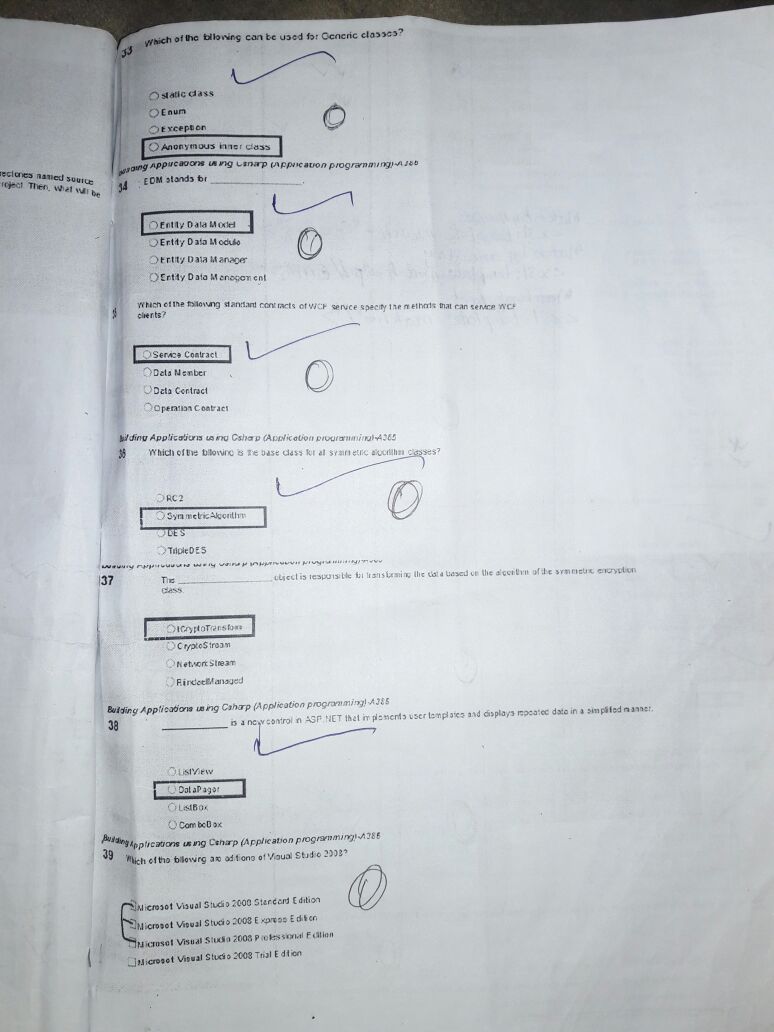 33 Which of the following can be used for Generic classes?
static class
Enum
Exception
Anonymous inner class
Building Applications using Csharp (Application programming)-A385
34 EDM stands for ____________.
Entity Data Model
Entity Data Module
Entity Data Manager
Entity Data Management
ectories named source
roject. Then, what will be
Which of the following standard contracts of WCF service specify the methods that can service WCF
clients?
Service Contract
Data Member
Data Contract
Operation Contract
Building Applications using Csharp (Application programming)-A385
36 Which of the following is the base class for all symmetric algorithm classes?
RC2
SymmetricAlgorithm
DES
TripleDES
Building Applications using Csharp (Application programming)-A385
37 The ____________ object is responsible for transforming the data based on the algorithm of the symmetric encryption
class.
ICryptoTransform
CryptoStream
NetworkStream
RijndaelManaged
Building Applications using Csharp (Application programming)-A385
38 ____________ is a new control in ASP.NET that implements user templates and displays repeated data in a simplified manner.
ListView
DataPager
ListBox
ComboBox
Building Applications using Csharp (Application programming)-A385
39 Which of the following are editions of Visual Studio 2008?
Microsoft Visual Studio 2008 Standard Edition
Microsoft Visual Studio 2008 Express Edition
Microsoft Visual Studio 2008 Professional Edition
Microsoft Visual Studio 2008 Trial Edition